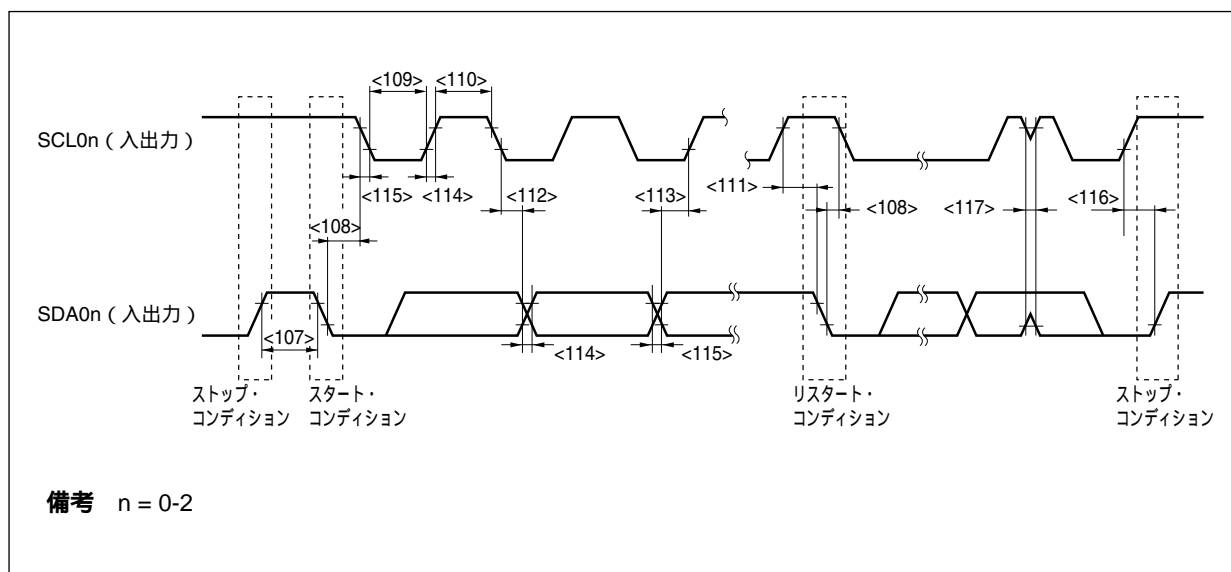 <109> <110>
SCL0n（入出力）
<115> <114> <112> <113> <111> <108> <117> <116>
<108>
SDA0n（入出力）
<107> <114> <115>
ストップ・
コンディション
スタート・
コンディション
リスタート・
コンディション
ストップ・
コンディション
備考 n = 0-2